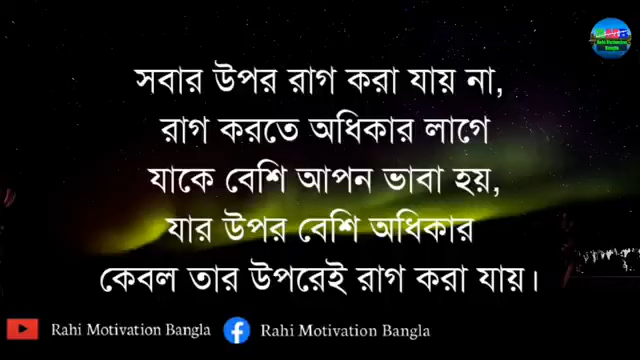 সবার উপর রাগ করা যায় না,
রাগ করতে অধিকার লাগে
যাকে বেশি আপন ভাবা হয়,
যার উপর বেশি অধিকার
কেবল তার উপরেই রাগ করা যায়।
Rahi Motivation Bangla
Rahi Motivation Bangla